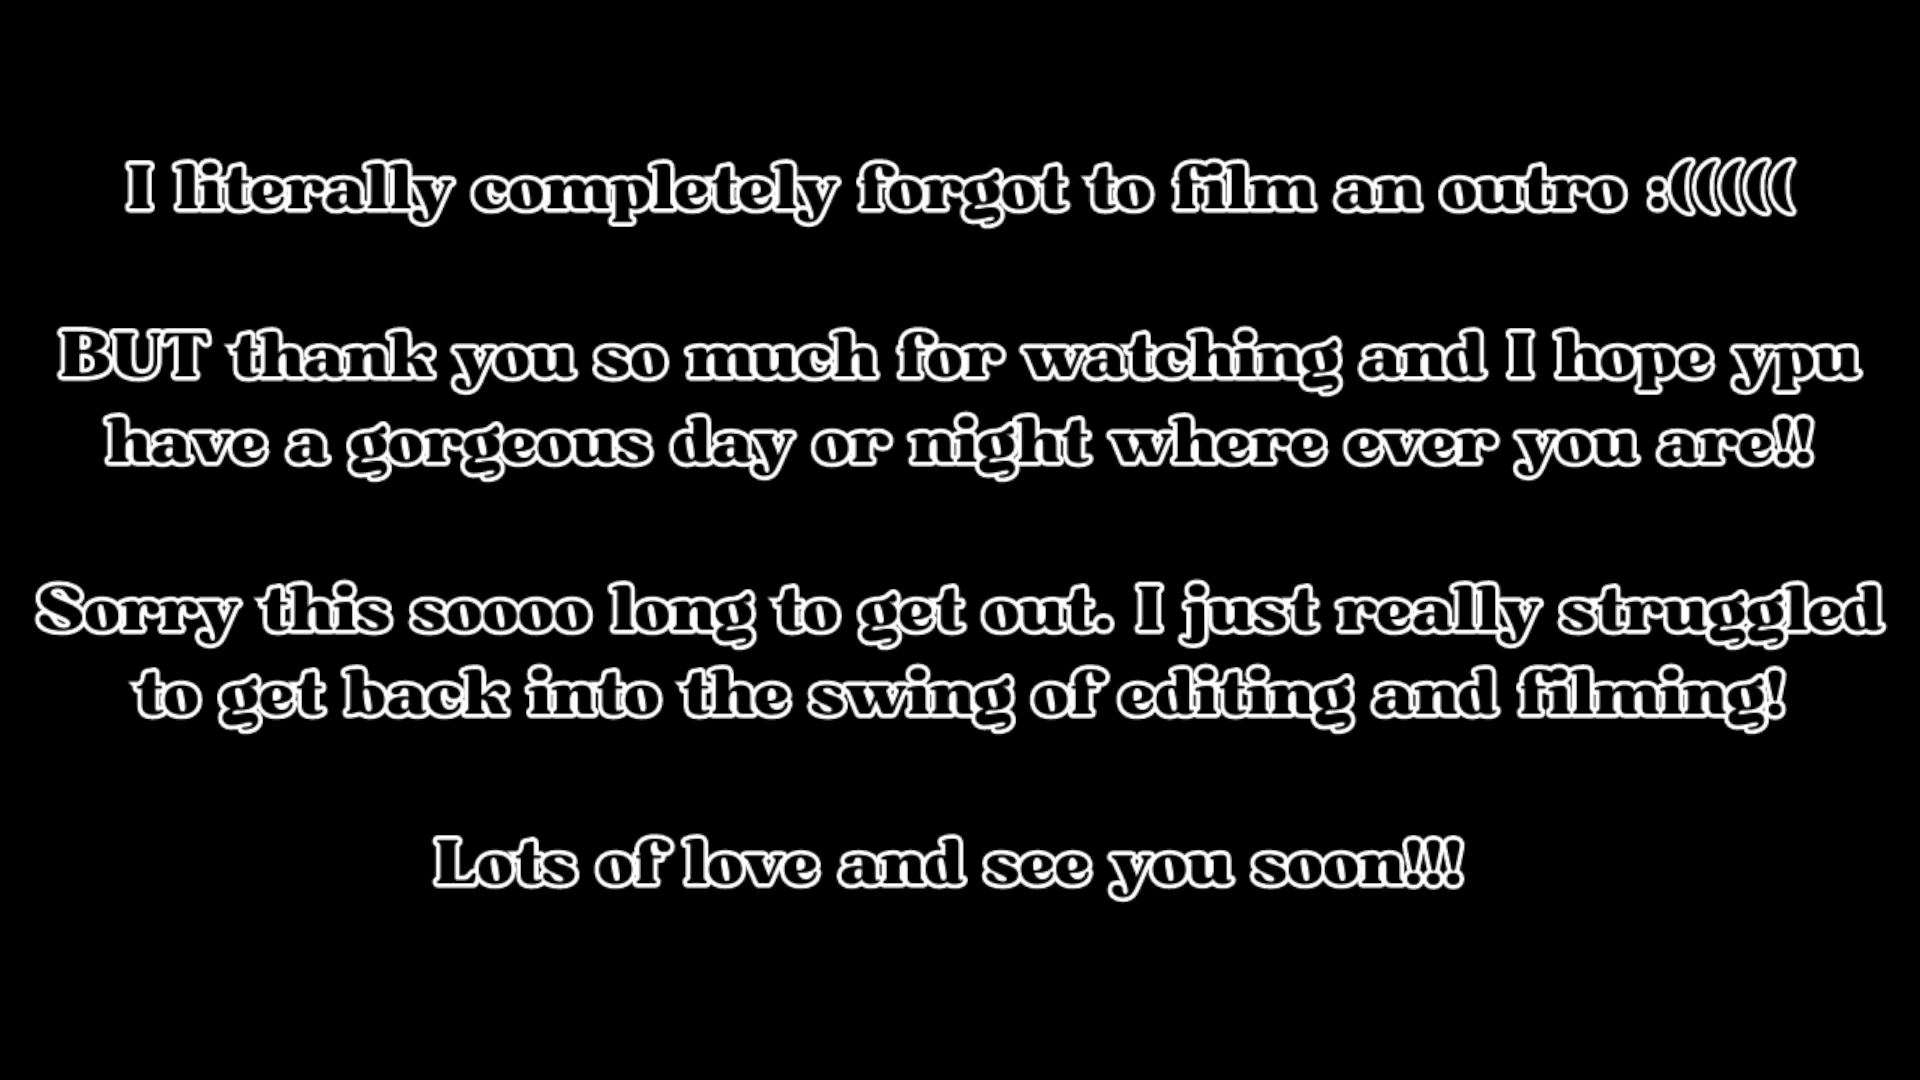 I literally completely forgot to film an outro :(((((
BUT thank you so much for watching and I hope ypu
have a gorgeous day or night where ever you are!!
Sorry this soooo long to get out. I just really struggled
to get back into the swing of editing and filming!
Lots of love and see you soon!!!